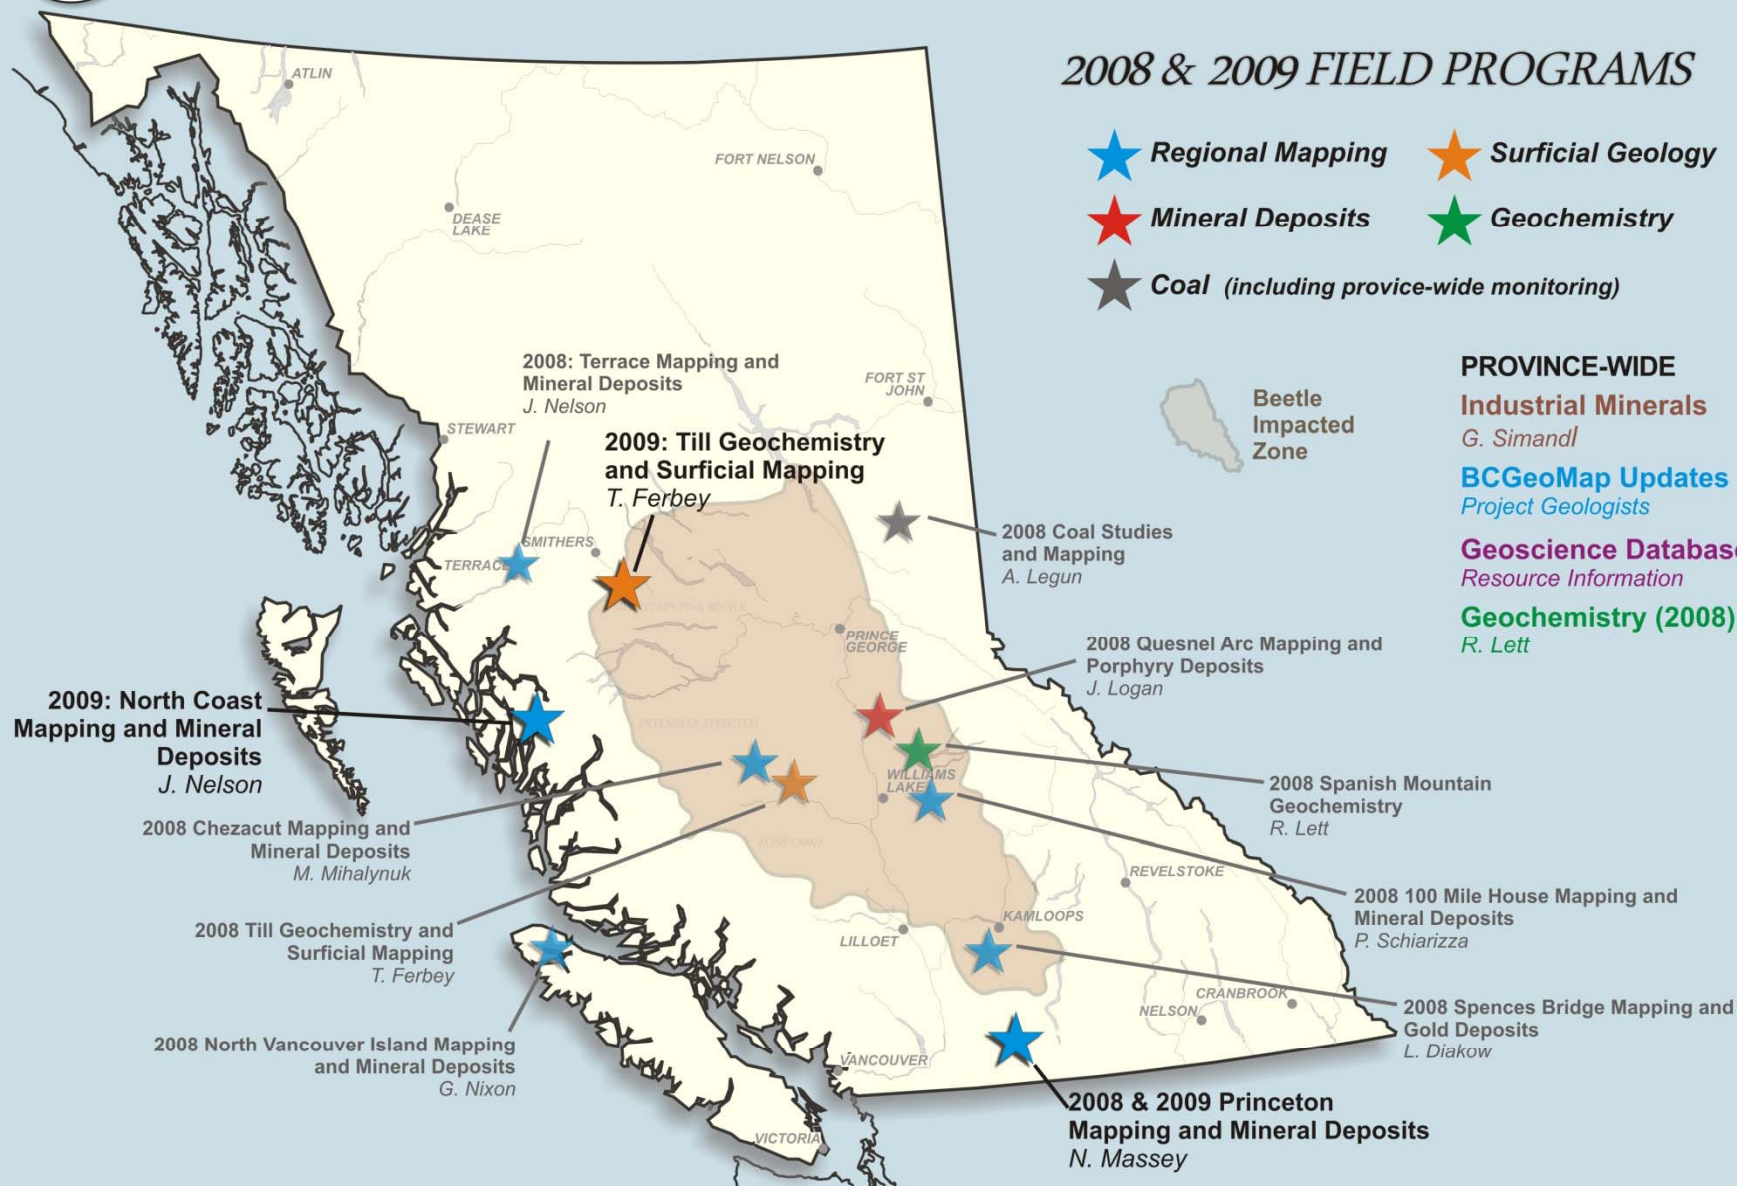 2008 & 2009 FIELD PROGRAMS
Regional Mapping
Surficial Geology
Mineral Deposits
Geochemistry
Coal (including provice-wide monitoring)
Beetle
Impacted
Zone
PROVINCE-WIDE
Industrial Minerals
G. Simandl
BCGeoMap Updates
Project Geologists
Geoscience Database
Resource Information
Geochemistry (2008)
R. Lett
ATLIN
FORT NELSON
DEASE
LAKE
FORT ST
JOHN
STEWART
SMITHERS
TERRACE
PRINCE
GEORGE
WILLIAMS
LAKE
REVELSTOKE
KAMLOOPS
LILLOET
CRANBROOK
NELSON
VANCOUVER
VICTORIA
MOUNTAIN PINE BEETLE
INTENSELY AFFECTED
2008: Terrace Mapping and
Mineral Deposits
J. Nelson
2009: Till Geochemistry
and Surficial Mapping
T. Ferbey
2008 Coal Studies
and Mapping
A. Legun
2008 Quesnel Arc Mapping and
Porphyry Deposits
J. Logan
2009: North Coast
Mapping and Mineral
Deposits
J. Nelson
2008 Spanish Mountain
Geochemistry
R. Lett
2008 Chezacut Mapping and
Mineral Deposits
M. Mihalynuk
2008 100 Mile House Mapping and
Mineral Deposits
P. Schiarizza
2008 Till Geochemistry and
Surficial Mapping
T. Ferbey
2008 Spences Bridge Mapping and
Gold Deposits
L. Diakow
2008 North Vancouver Island Mapping
and Mineral Deposits
G. Nixon
2008 & 2009 Princeton
Mapping and Mineral Deposits
N. Massey